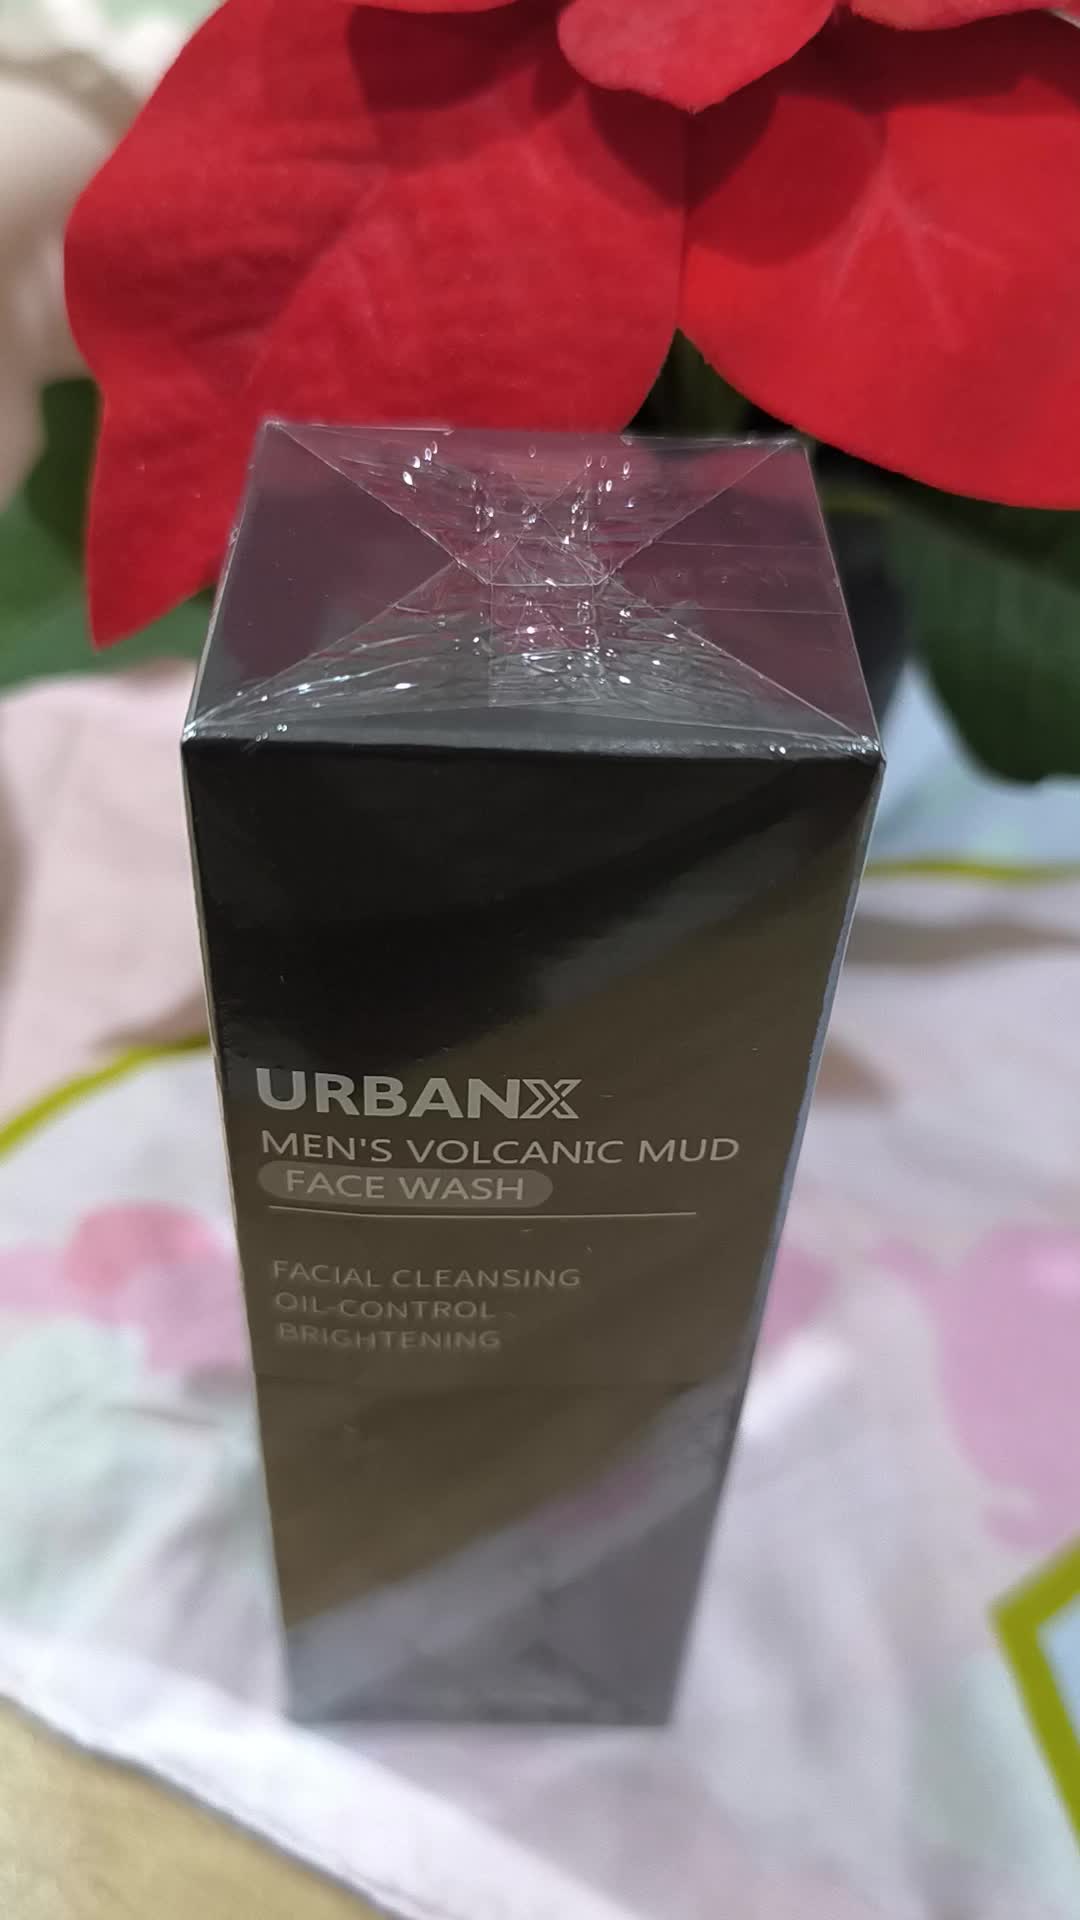 URBANX
MEN'S VOLCANIC MUD
FACE WASH
FACIAL CLEANSING
OIL-CONTROL
BRIGHTENING